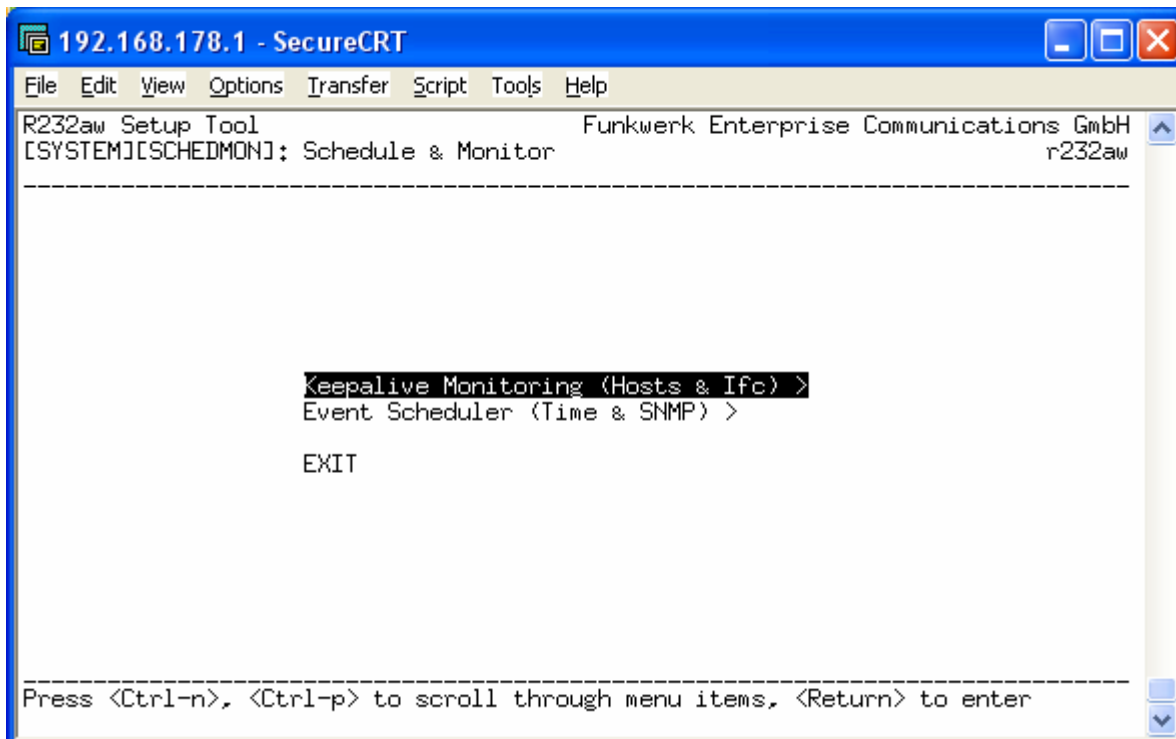 192.168.178.1 - SecureCRT
File Edit View Options Transfer Script Tools Help
R232aw Setup Tool Funkwerk Enterprise Communications GmbH
[SYSTEM][SCHEDMON]: Schedule & Monitor r232aw
Keepalive Monitoring (Hosts & Ifc) >
Event Scheduler (Time & SNMP) >
EXIT
Press <Ctrl-n>, <Ctrl-p> to scroll through menu items, <Return> to enter